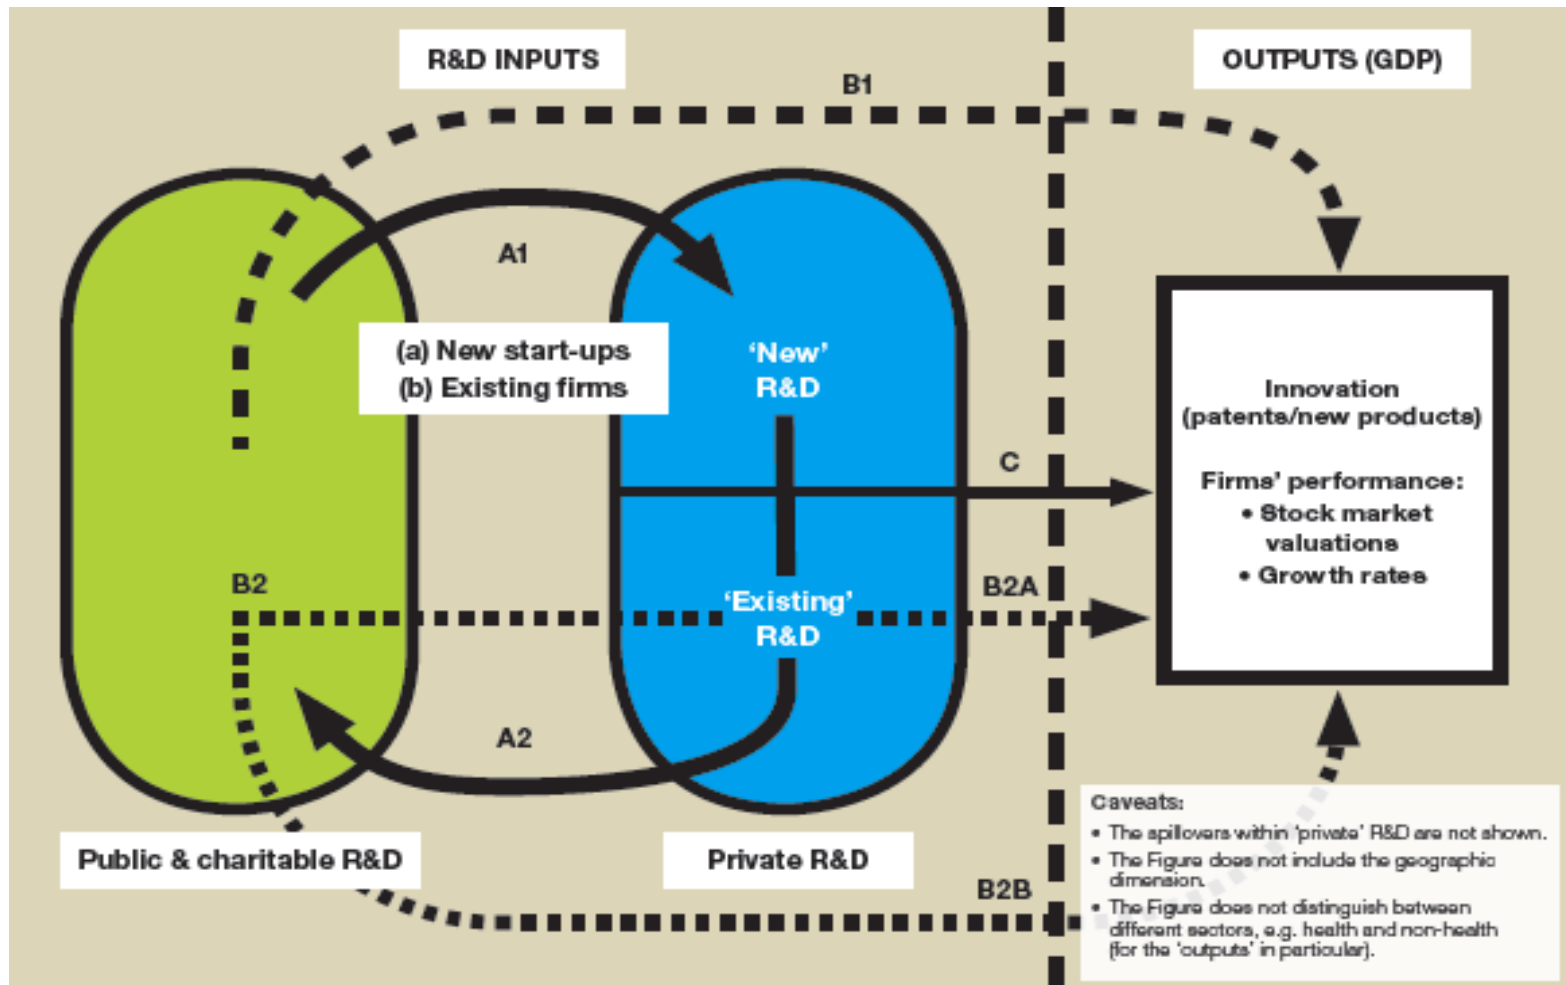 R&D INPUTS
OUTPUTS (GDP)
B1
A1
(a) New start-ups
(b) Existing firms
‘New’
R&D
Innovation
(patents/new products)
Firms’ performance:
• Stock market
valuations
• Growth rates
C
B2
B2A
‘Existing’
R&D
A2
Public & charitable R&D
Private R&D
B2B
Caveats:
• The spillovers within ‘private’ R&D are not shown.
• The Figure does not include the geographic
dimension.
• The Figure does not distinguish between
different sectors, e.g. health and non-health
(for the ‘outputs’ in particular).